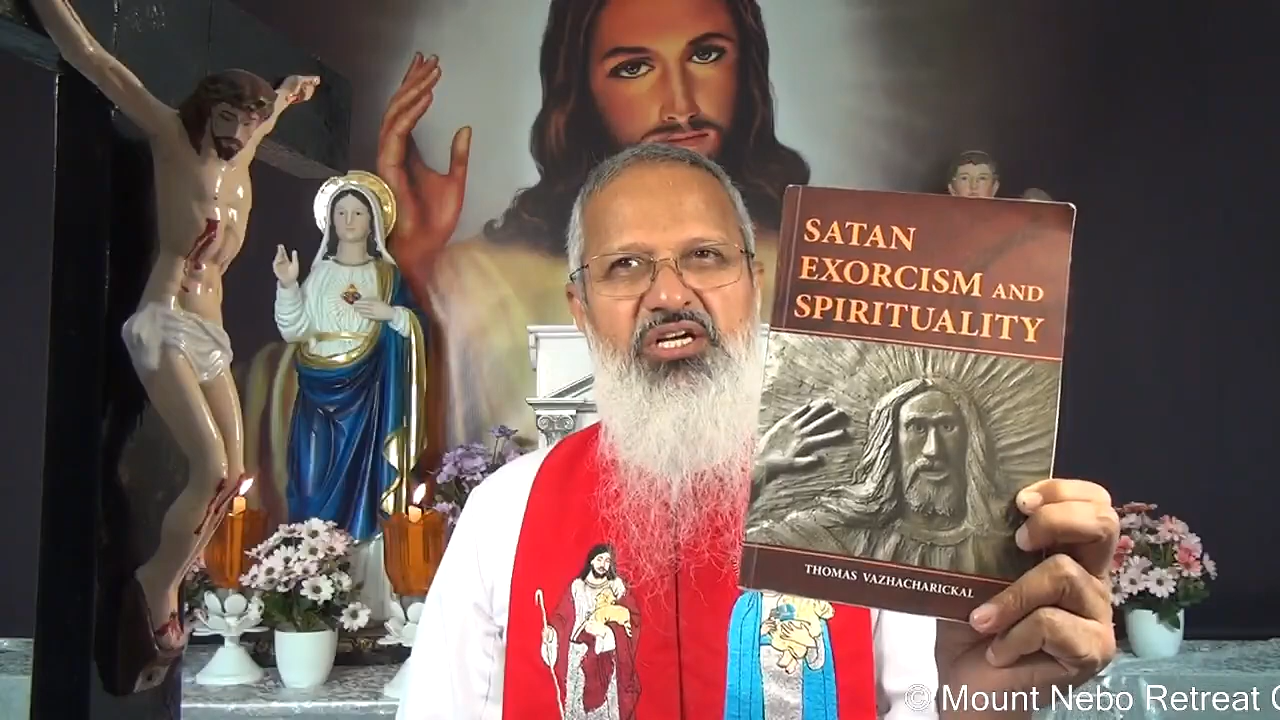 SATAN
EXORCISM AND
SPIRITUALITY
THOMAS VAZHACHARICKAL
© Mount Nebo Retreat C